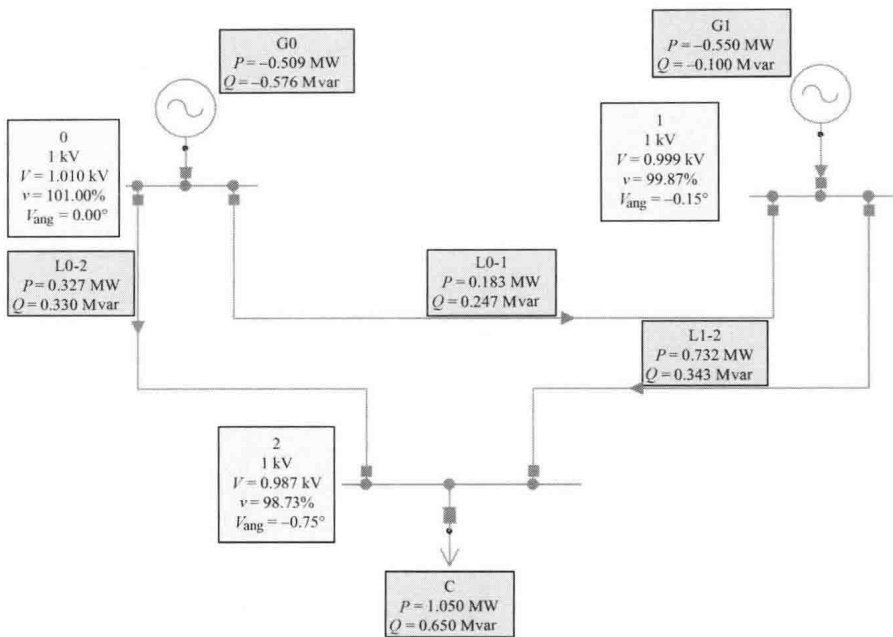 G0
P = –0.509 MW
Q = –0.576 Mvar
G1
P = –0.550 MW
Q = –0.100 Mvar
0
1 kV
V = 1.010 kV
v = 101.00%
Vang = 0.00°
1
1 kV
V = 0.999 kV
v = 99.87%
Vang = –0.15°
L0-2
P = 0.327 MW
Q = 0.330 Mvar
L0-1
P = 0.183 MW
Q = 0.247 Mvar
L1-2
P = 0.732 MW
Q = 0.343 Mvar
2
1 kV
V = 0.987 kV
v = 98.73%
Vang = –0.75°
C
P = 1.050 MW
Q = 0.650 Mvar